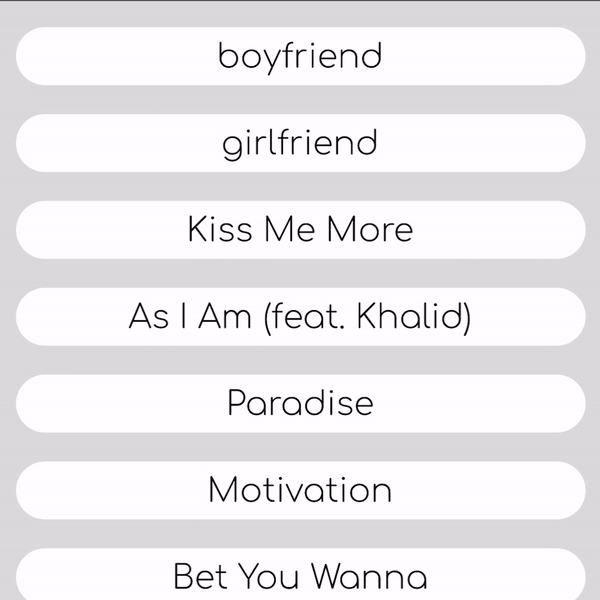 boyfriend
girlfriend
Kiss Me More
As I Am (feat. Khalid)
Paradise
Motivation
Bet You Wanna